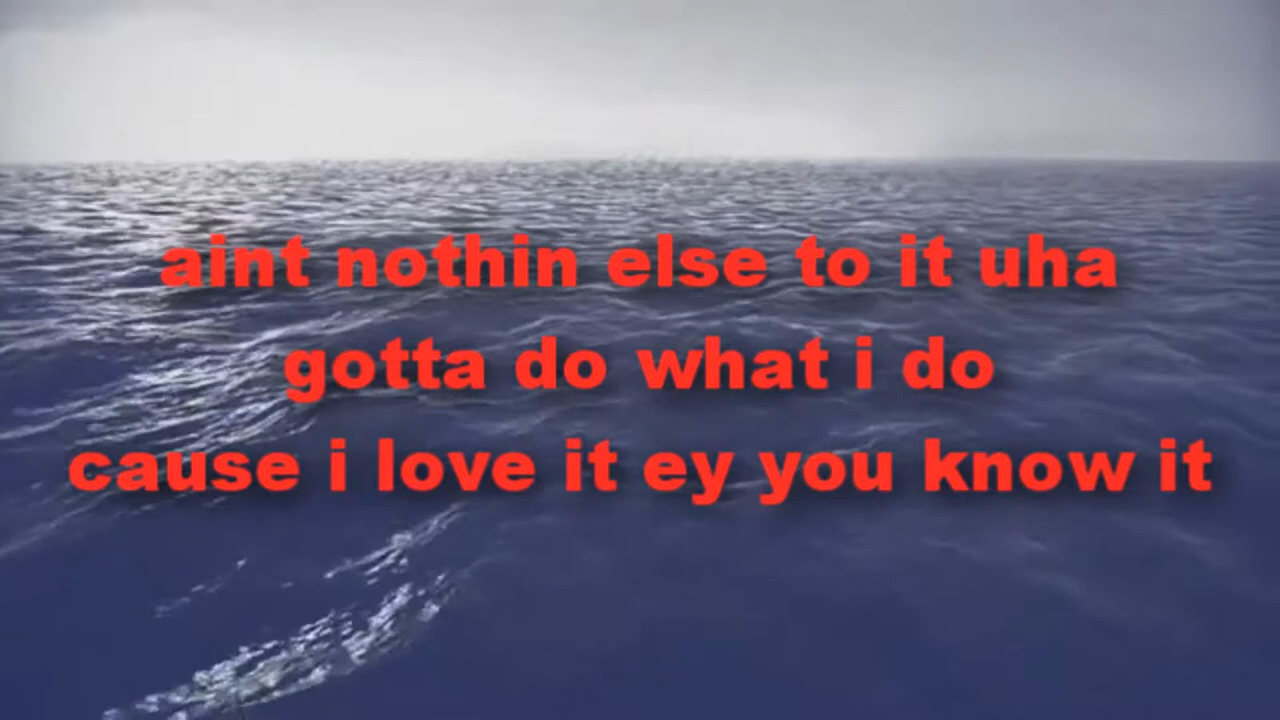 aint nothin else to it uha
gotta do what i do
cause i love it ey you know it